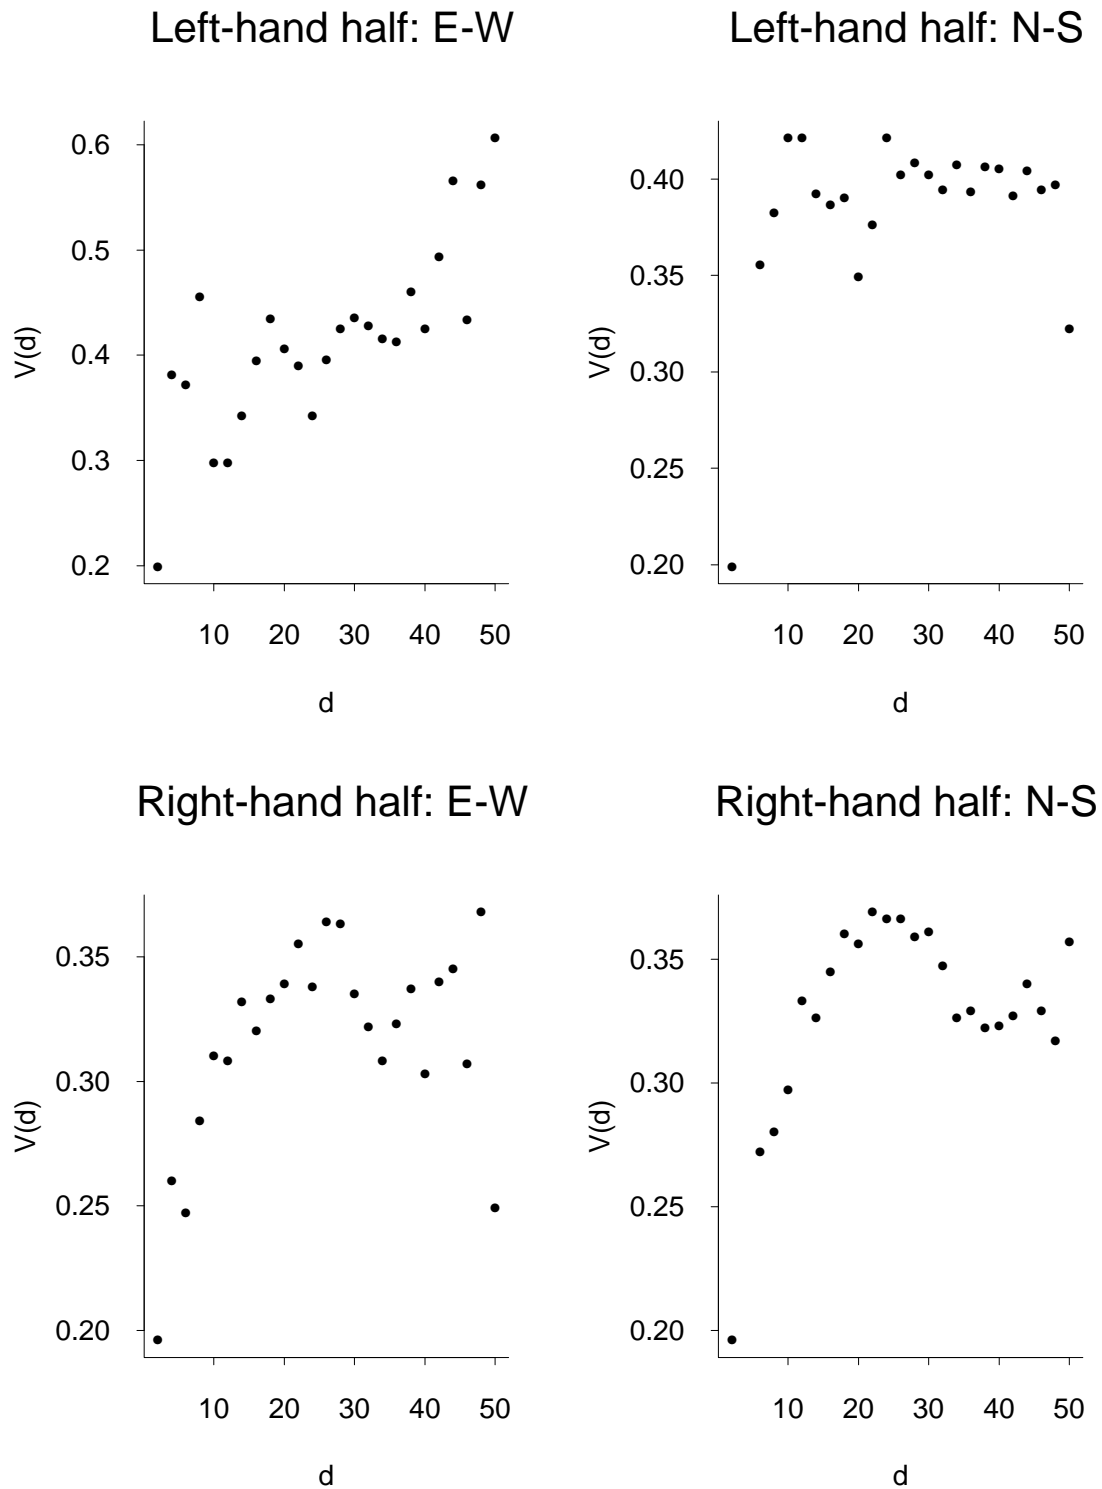 Left-hand half: E-W
V(d)
0.6
0.5
0.4
0.3
0.2
10 20 30 40 50
d
Left-hand half: N-S
V(d)
0.40
0.35
0.30
0.25
0.20
10 20 30 40 50
d
Right-hand half: E-W
V(d)
0.35
0.30
0.25
0.20
10 20 30 40 50
d
Right-hand half: N-S
V(d)
0.35
0.30
0.25
0.20
10 20 30 40 50
d